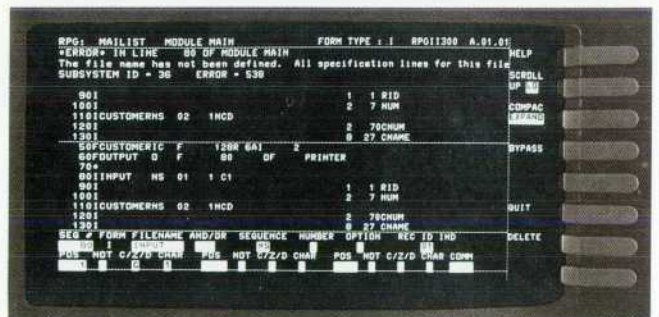 RPG: MAILIST MODULE MAIN FORM TYPE : I RPGII300 A.01.01
*ERROR* IN LINE 80 OF MODULE MAIN
The file name has not been defined. All specification lines for this file
SUBSYSTEM ID = 36 ERROR = 538
HELP
SCROLL
UP
COMPAC
EXPAND
BYPASS
QUIT
DELETE
90I 1 1 RID
100I 2 7 NUM
110ICUSTOMERNS 02 1NCD
120I 2 70CNUM
130I 8 27 CNAME
50FCUSTOMERIC F 128R 6AI 2
60FOUTPUT O F 80 OF PRINTER
70*
80IINPUT NS 01 1 C1
90I 1 1 RID
100I 2 7 NUM
110ICUSTOMERNS 02 1NCD
120I 2 70CNUM
130I 8 27 CNAME
SEG # FORM FILENAME AND/OR SEQUENCE NUMBER OPTION REC ID IND
80 I INPUT NS 01
POS NOT C/Z/D CHAR POS NOT C/Z/D CHAR POS NOT C/Z/D CHAR COMM
1 C 1